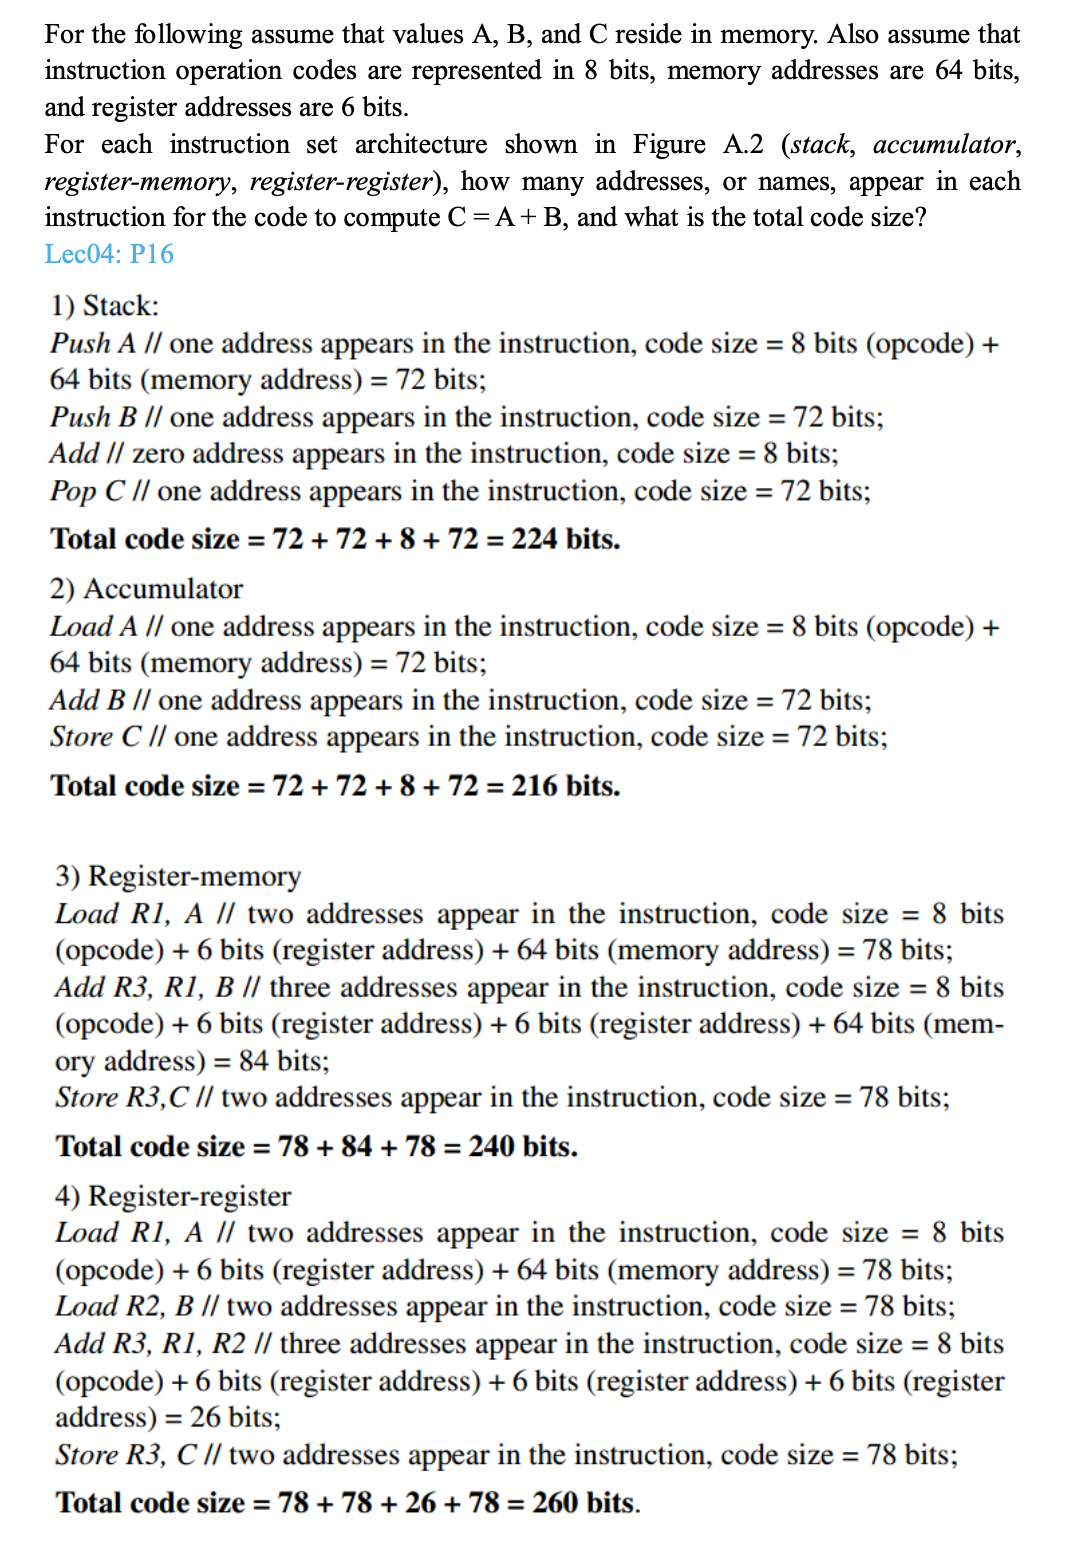 For the following assume that values A, B, and C reside in memory. Also assume that
instruction operation codes are represented in 8 bits, memory addresses are 64 bits,
and register addresses are 6 bits.
For each instruction set architecture shown in Figure A.2 (stack, accumulator,
register-memory, register-register), how many addresses, or names, appear in each
instruction for the code to compute C = A + B, and what is the total code size?
Lec04: P16
1) Stack:
Push A // one address appears in the instruction, code size = 8 bits (opcode) +
64 bits (memory address) = 72 bits;
Push B // one address appears in the instruction, code size = 72 bits;
Add // zero address appears in the instruction, code size = 8 bits;
Pop C // one address appears in the instruction, code size = 72 bits;
Total code size = 72 + 72 + 8 + 72 = 224 bits.
2) Accumulator
Load A // one address appears in the instruction, code size = 8 bits (opcode) +
64 bits (memory address) = 72 bits;
Add B // one address appears in the instruction, code size = 72 bits;
Store C // one address appears in the instruction, code size = 72 bits;
Total code size = 72 + 72 + 8 + 72 = 216 bits.
3) Register-memory
Load R1, A // two addresses appear in the instruction, code size = 8 bits
(opcode) + 6 bits (register address) + 64 bits (memory address) = 78 bits;
Add R3, R1, B // three addresses appear in the instruction, code size = 8 bits
(opcode) + 6 bits (register address) + 6 bits (register address) + 64 bits (mem-
ory address) = 84 bits;
Store R3,C // two addresses appear in the instruction, code size = 78 bits;
Total code size = 78 + 84 + 78 = 240 bits.
4) Register-register
Load R1, A // two addresses appear in the instruction, code size = 8 bits
(opcode) + 6 bits (register address) + 64 bits (memory address) = 78 bits;
Load R2, B // two addresses appear in the instruction, code size = 78 bits;
Add R3, R1, R2 // three addresses appear in the instruction, code size = 8 bits
(opcode) + 6 bits (register address) + 6 bits (register address) + 6 bits (register
address) = 26 bits;
Store R3, C // two addresses appear in the instruction, code size = 78 bits;
Total code size = 78 + 78 + 26 + 78 = 260 bits.